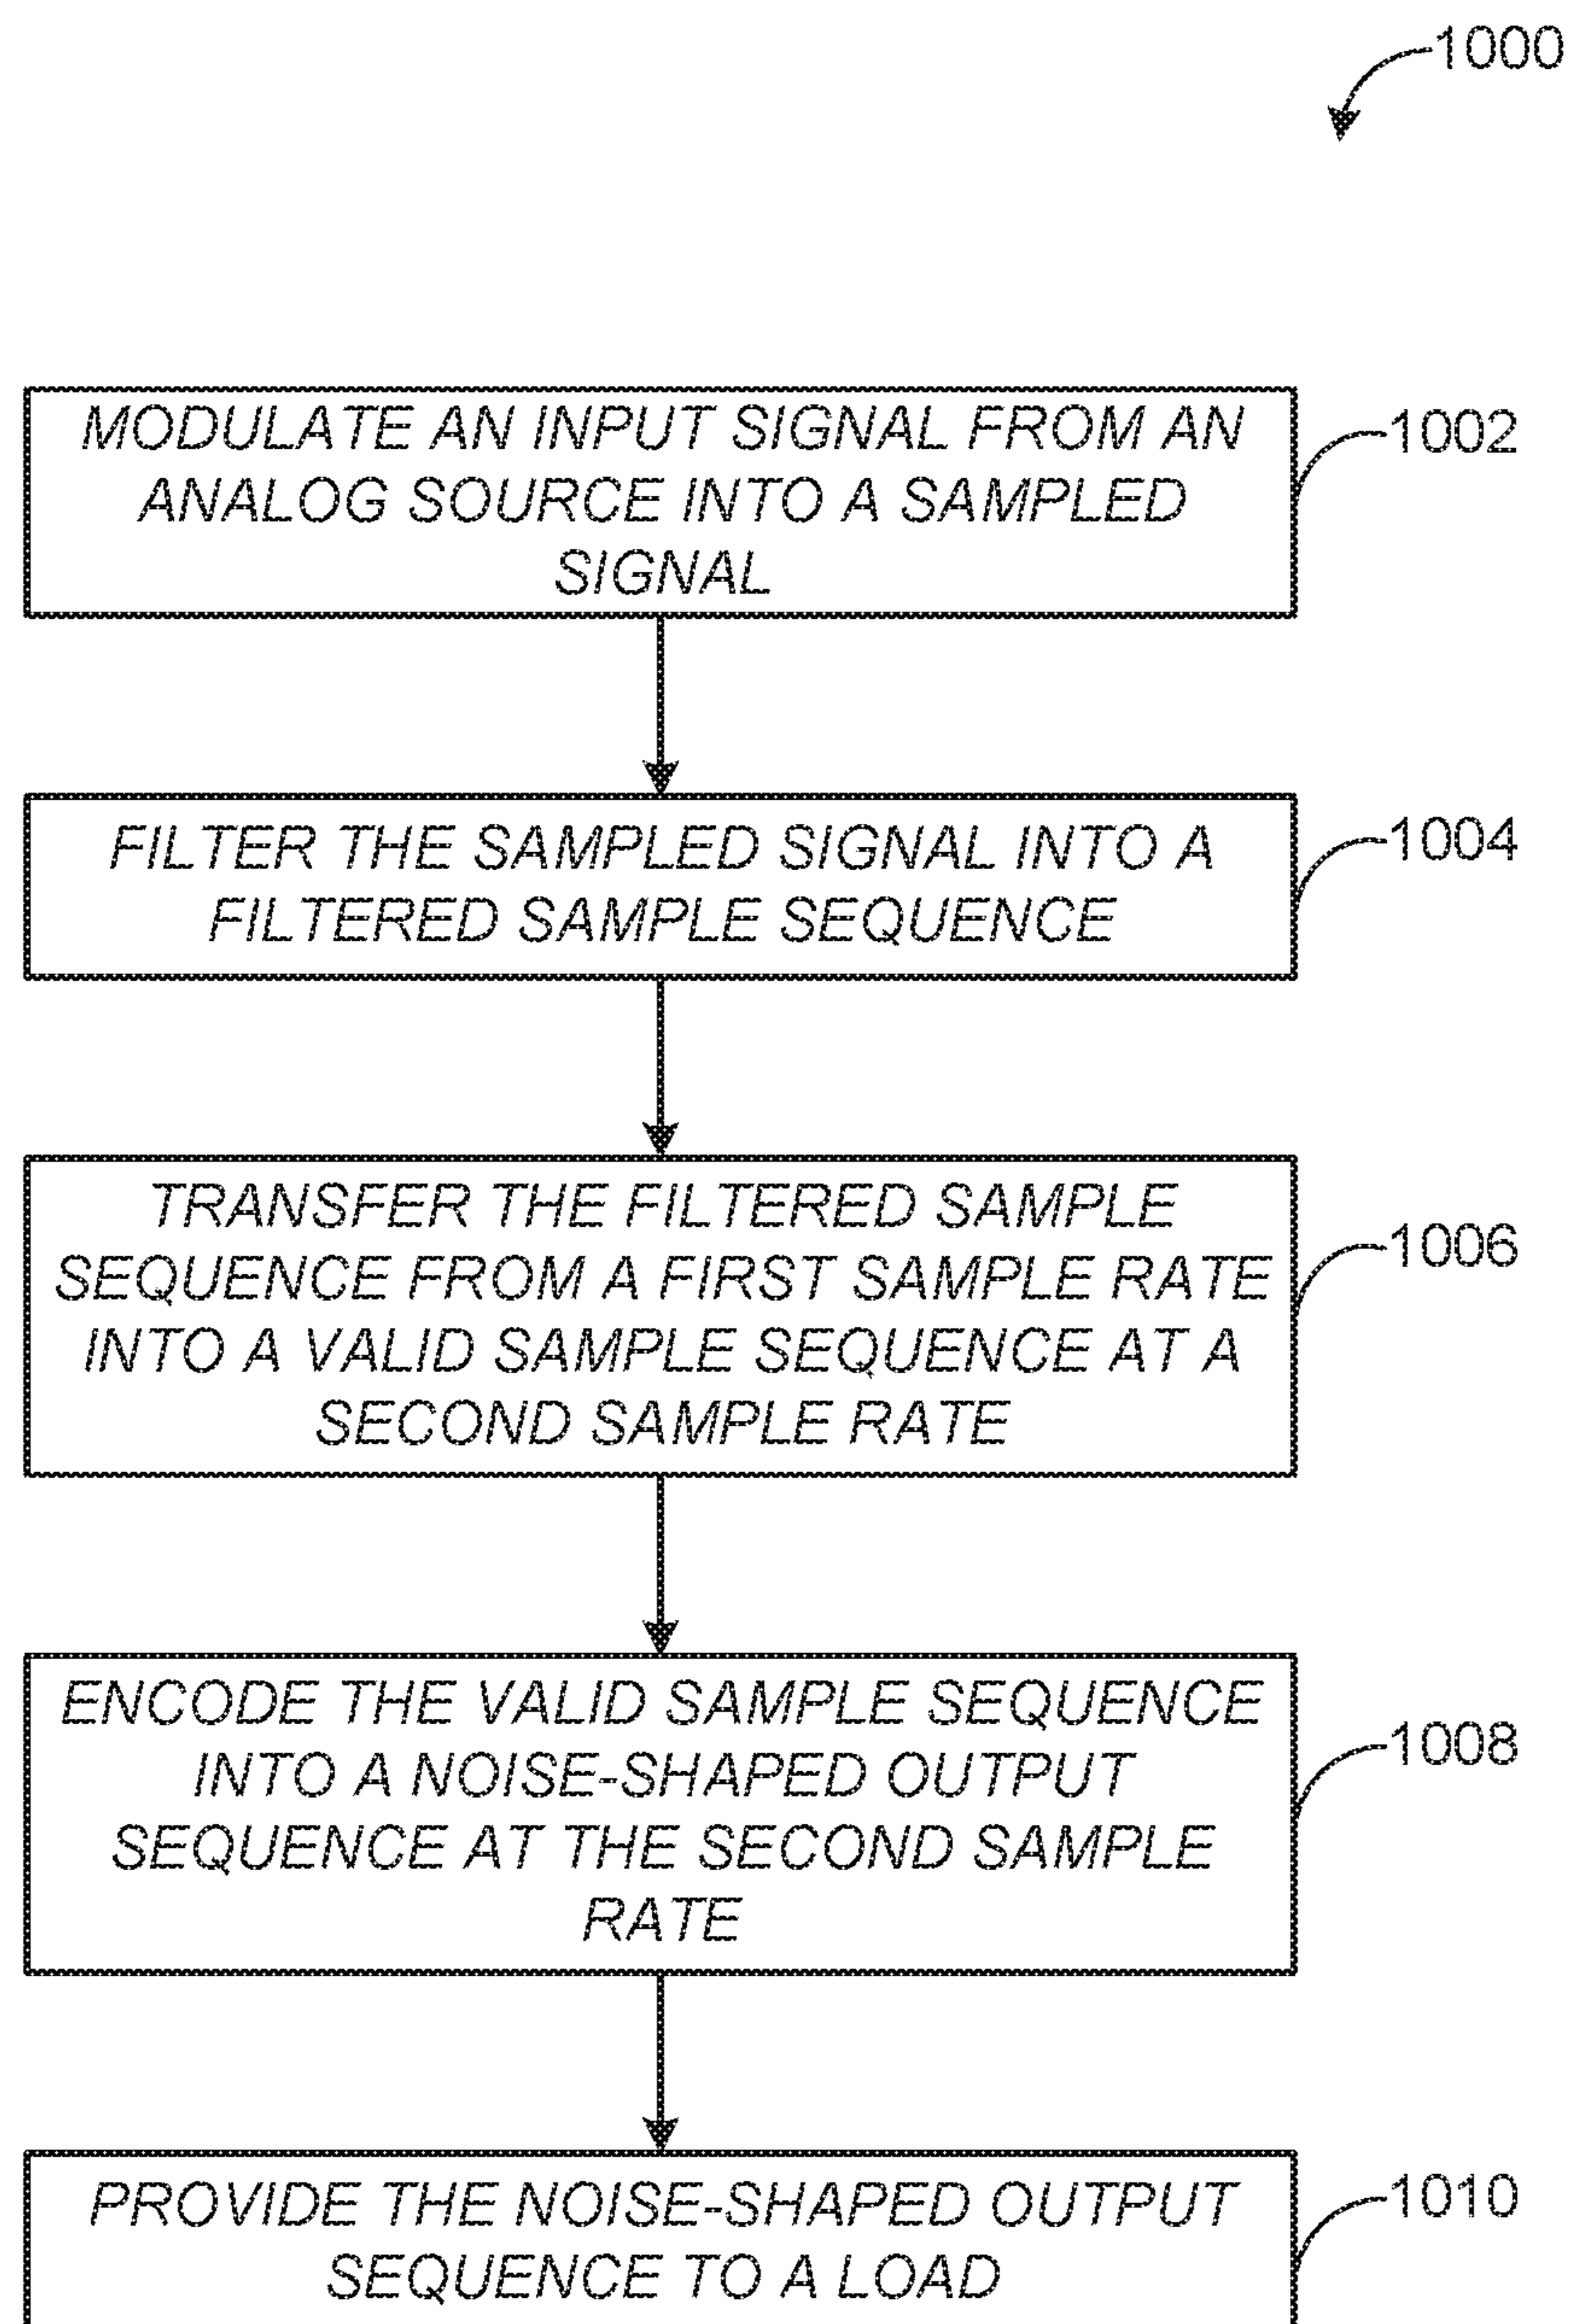 1000
MODULATE AN INPUT SIGNAL FROM AN
ANALOG SOURCE INTO A SAMPLED
SIGNAL
1002
FILTER THE SAMPLED SIGNAL INTO A
FILTERED SAMPLE SEQUENCE
1004
TRANSFER THE FILTERED SAMPLE
SEQUENCE FROM A FIRST SAMPLE RATE
INTO A VALID SAMPLE SEQUENCE AT A
SECOND SAMPLE RATE
1006
ENCODE THE VALID SAMPLE SEQUENCE
INTO A NOISE-SHAPED OUTPUT
SEQUENCE AT THE SECOND SAMPLE
RATE
1008
PROVIDE THE NOISE-SHAPED OUTPUT
SEQUENCE TO A LOAD
1010